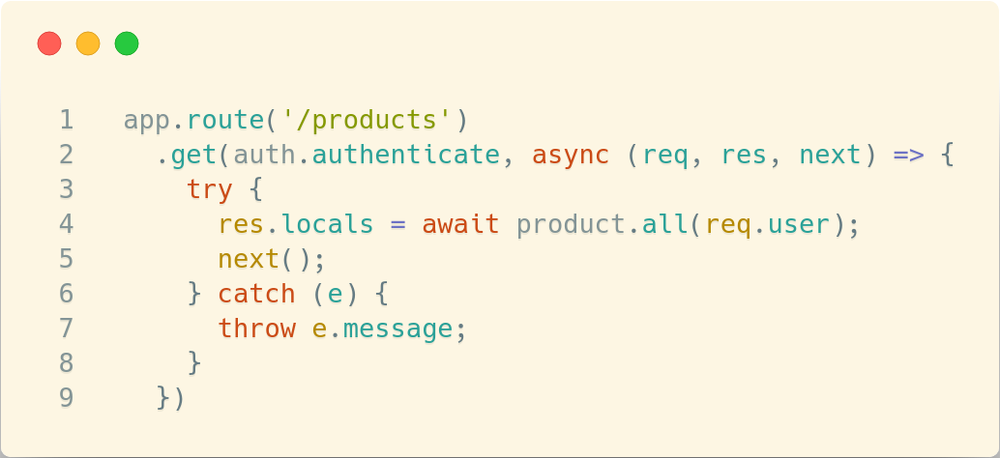 1 app.route('/products')
2   .get(auth.authenticate, async (req, res, next) => {
3     try {
4       res.locals = await product.all(req.user);
5       next();
6     } catch (e) {
7       throw e.message;
8     }
9   })